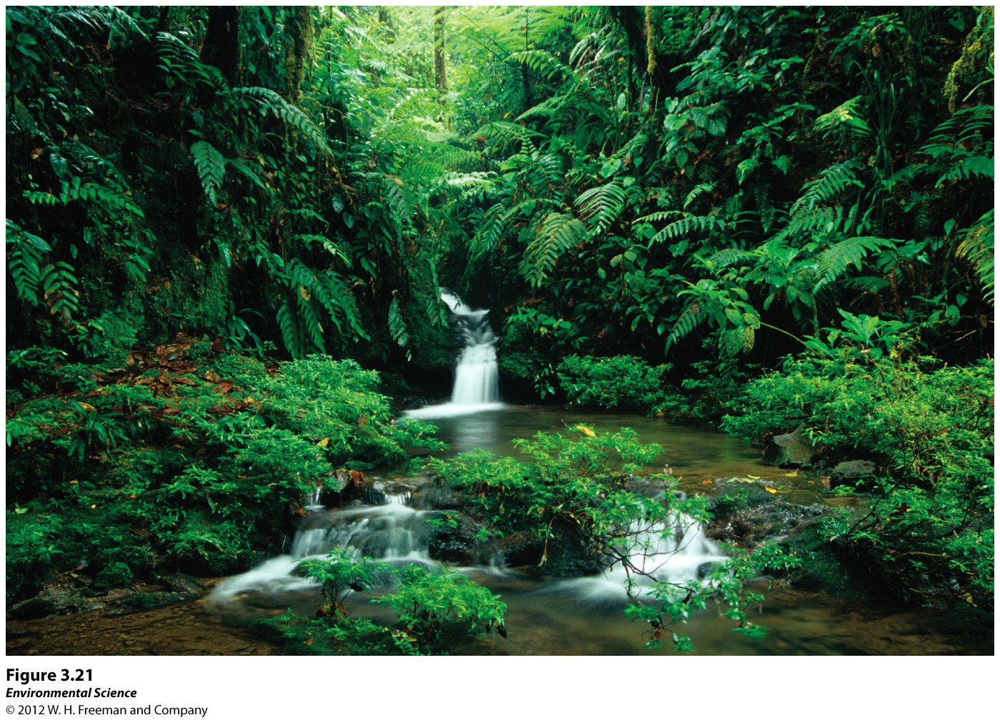 Figure 3.21
Environmental Science
© 2012 W. H. Freeman and Company